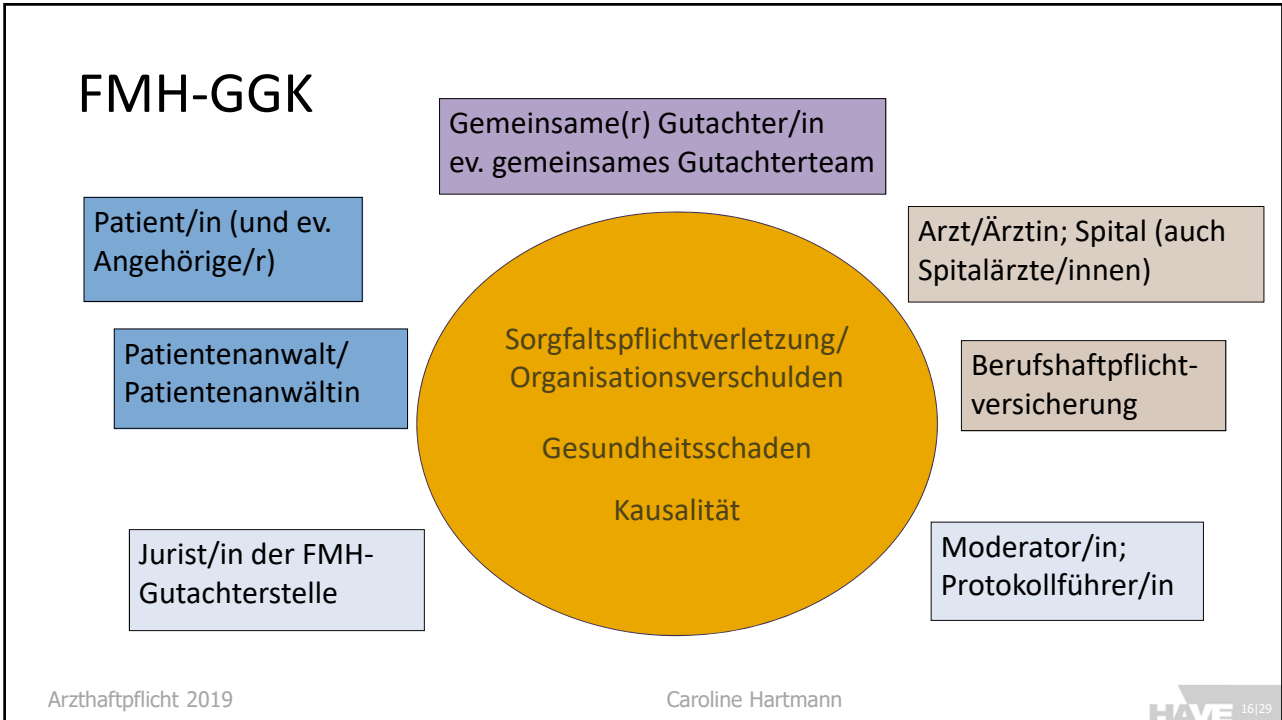 FMH-GGK
Gemeinsame(r) Gutachter/in
ev. gemeinsames Gutachterteam
Patient/in (und ev.
Angehörige/r)
Arzt/Ärztin; Spital (auch
Spitalärzte/innen)
Patientenanwalt/
Patientenanwältin
Sorgfaltspflichtverletzung/
Organisationsverschulden
Gesundheitsschaden
Kausalität
Berufshaftpflicht-
versicherung
Jurist/in der FMH-
Gutachterstelle
Moderator/in;
Protokollführer/in
Arzthaftpflicht 2019
Caroline Hartmann
HAVE 16|29